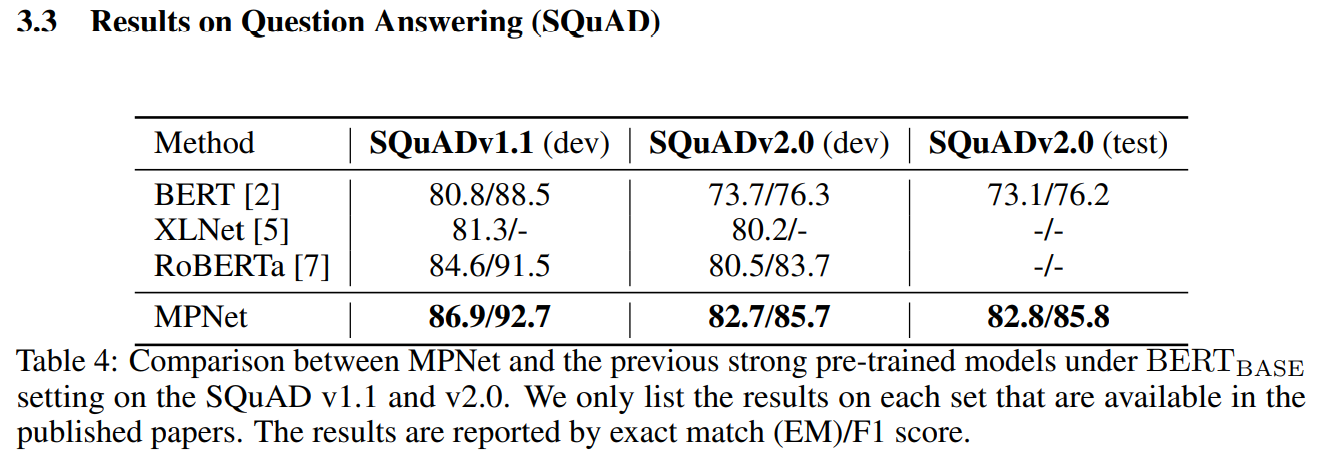 3.3 Results on Question Answering (SQuAD)
Method SQuADv1.1 (dev) SQuADv2.0 (dev) SQuADv2.0 (test)
BERT [2] 80.8/88.5 73.7/76.3 73.1/76.2
XLNet [5] 81.3/- 80.2/- -/-
RoBERTa [7] 84.6/91.5 80.5/83.7 -/-
MPNet 86.9/92.7 82.7/85.7 82.8/85.8
Table 4: Comparison between MPNet and the previous strong pre-trained models under BERT_BASE
setting on the SQuAD v1.1 and v2.0. We only list the results on each set that are available in the
published papers. The results are reported by exact match (EM)/F1 score.